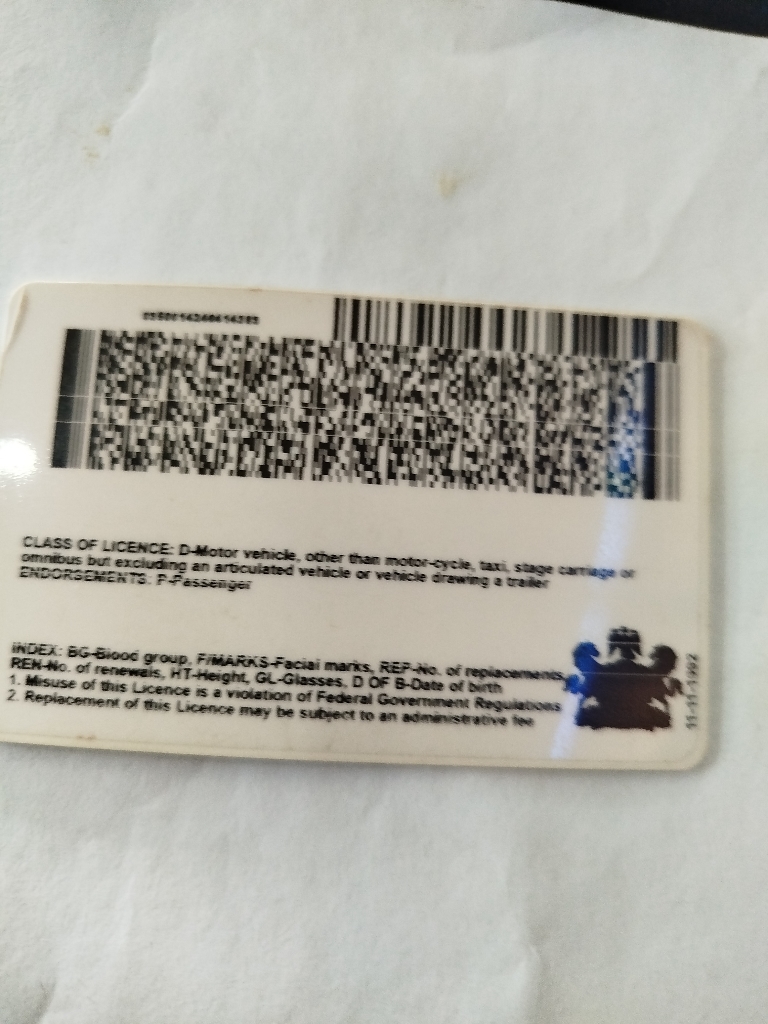 CLASS OF LICENCE: D-Motor vehicle, other than motor-cycle, taxi, stage carriage or
omnibus but excluding an articulated vehicle or vehicle drawing a trailer
ENDORSEMENTS: P-Passenger
INDEX: BG-Blood group, F/MARKS-Facial marks, REP-No. of replacements,
REN-No. of renewals, HT-Height, GL-Glasses, D OF B-Date of birth
1. Misuse of this Licence is a violation of Federal Government Regulations
2. Replacement of this Licence may be subject to an administrative fee
11-11-1992